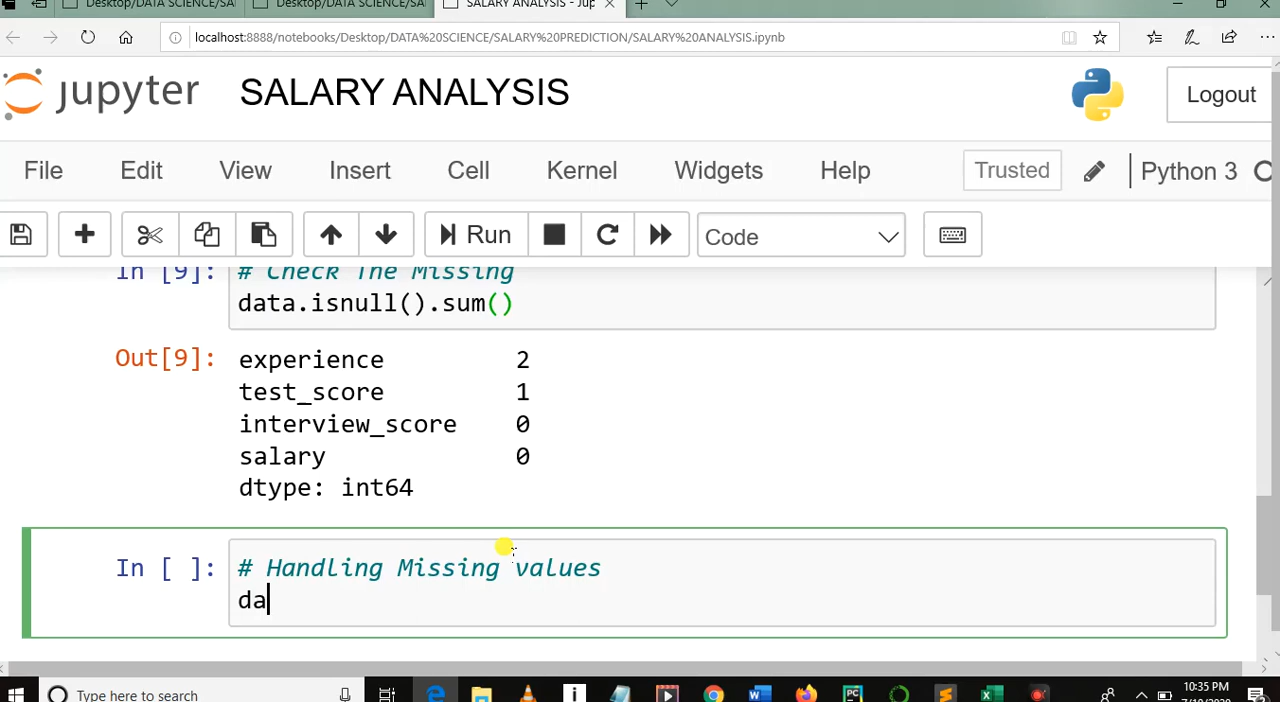 Desktop/DATA SCIENCE/SA
Desktop/DATA SCIENCE/SA
SALARY ANALYSIS - Jup
localhost:8888/notebooks/Desktop/DATA%20SCIENCE/SALARY%20PREDICTION/SALARY%20ANALYSIS.ipynb
jupyter SALARY ANALYSIS Logout
File Edit View Insert Cell Kernel Widgets Help Trusted Python 3
Run Code
In [9]: # Check The Missing
data.isnull().sum()
Out[9]: experience 2
test_score 1
interview_score 0
salary 0
dtype: int64
In [ ]: # Handling Missing values
da
Type here to search
10:35 PM